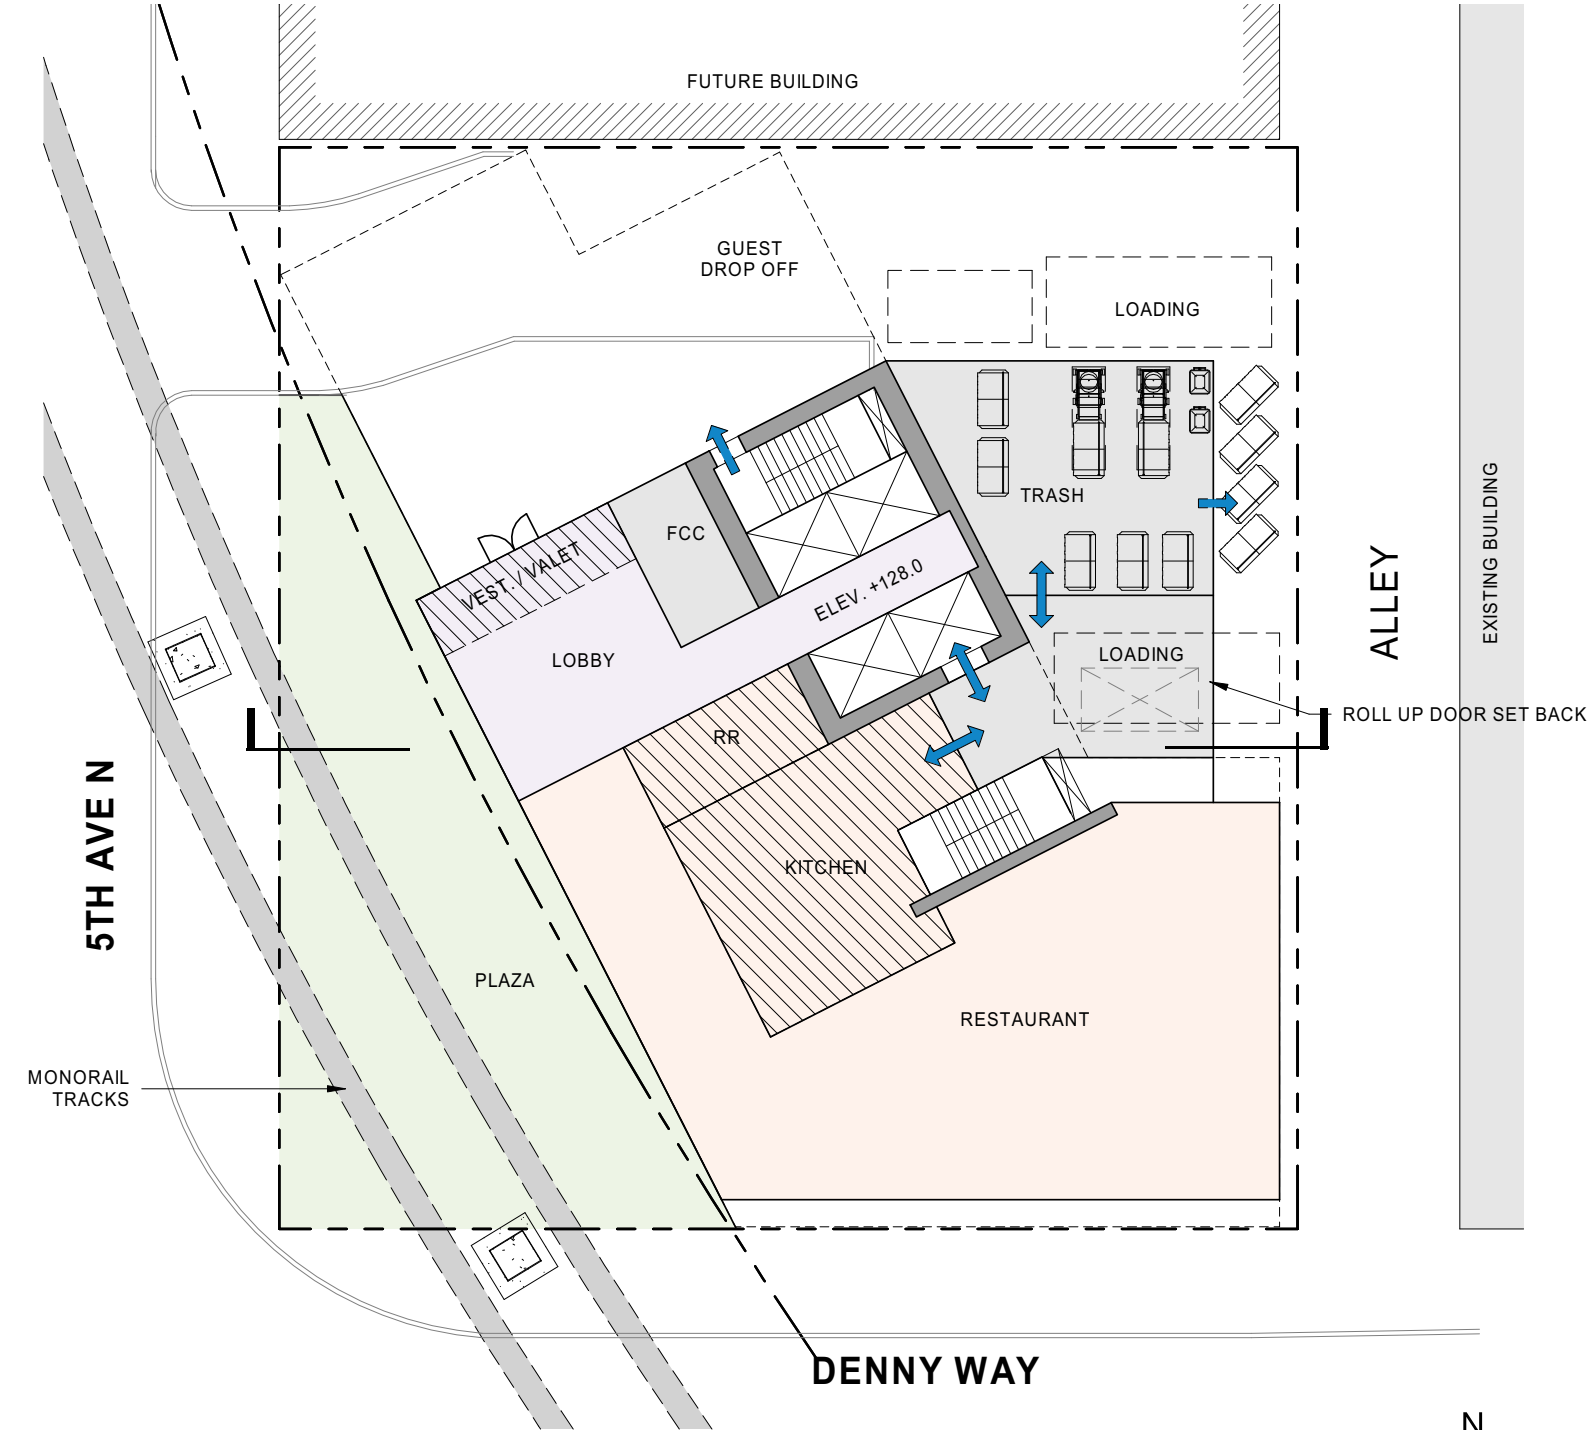 FUTURE BUILDING
GUEST
DROP OFF
LOADING
TRASH
FCC
VEST. / VALET
ELEV. +128.0
LOBBY
LOADING
EXISTING BUILDING
ALLEY
ROLL UP DOOR SET BACK
RR
5TH AVE N
KITCHEN
PLAZA
RESTAURANT
MONORAIL
TRACKS
DENNY WAY
N